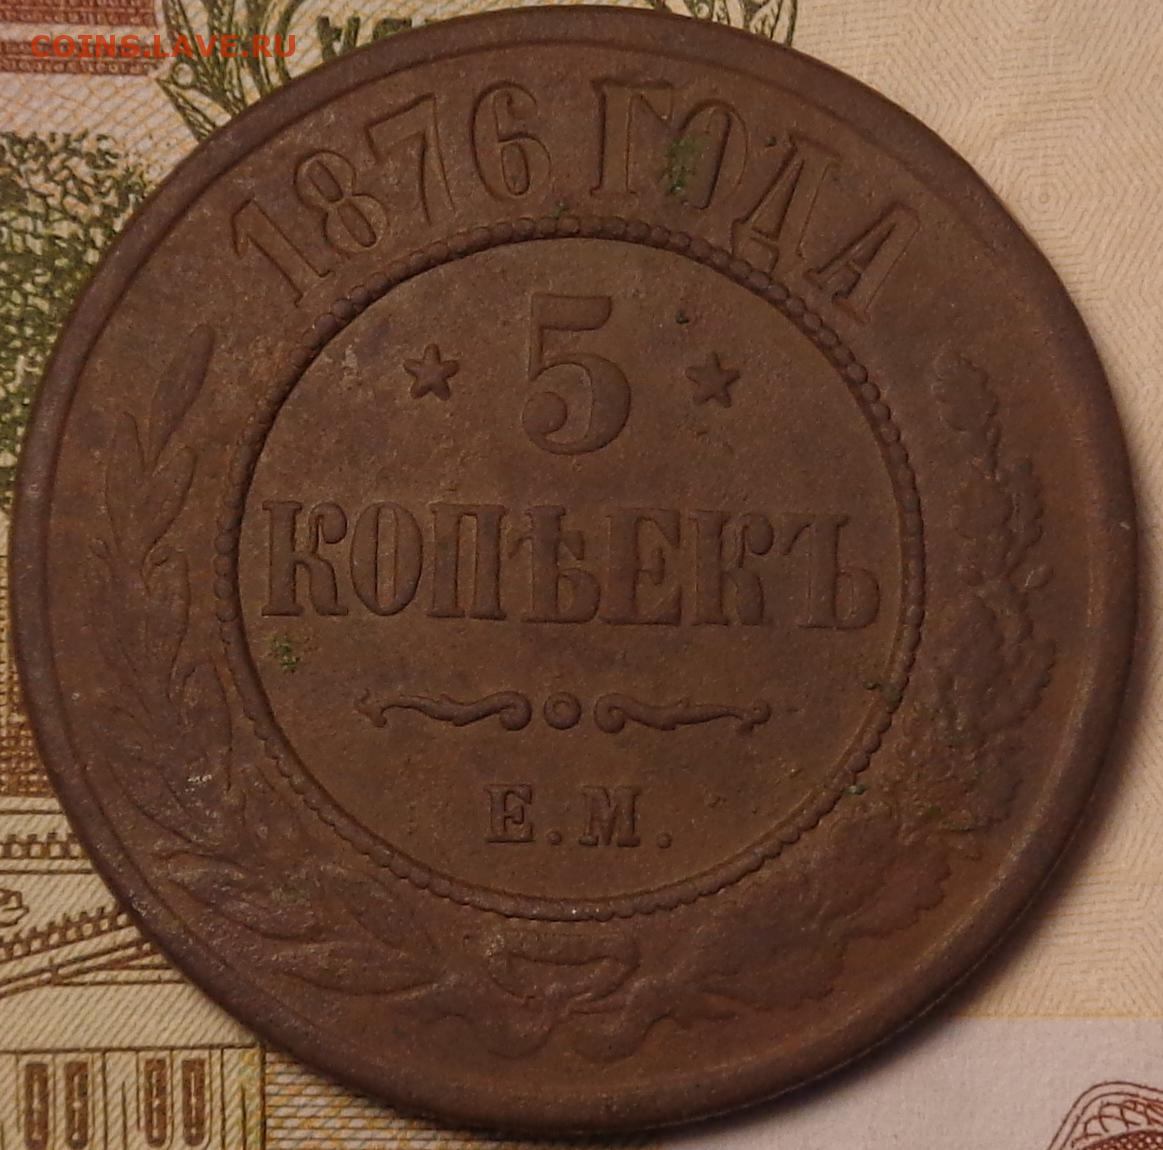 COINS.LAVE.RU
1876 ГОДА
5
КОПѢЕКЪ
Е.М.